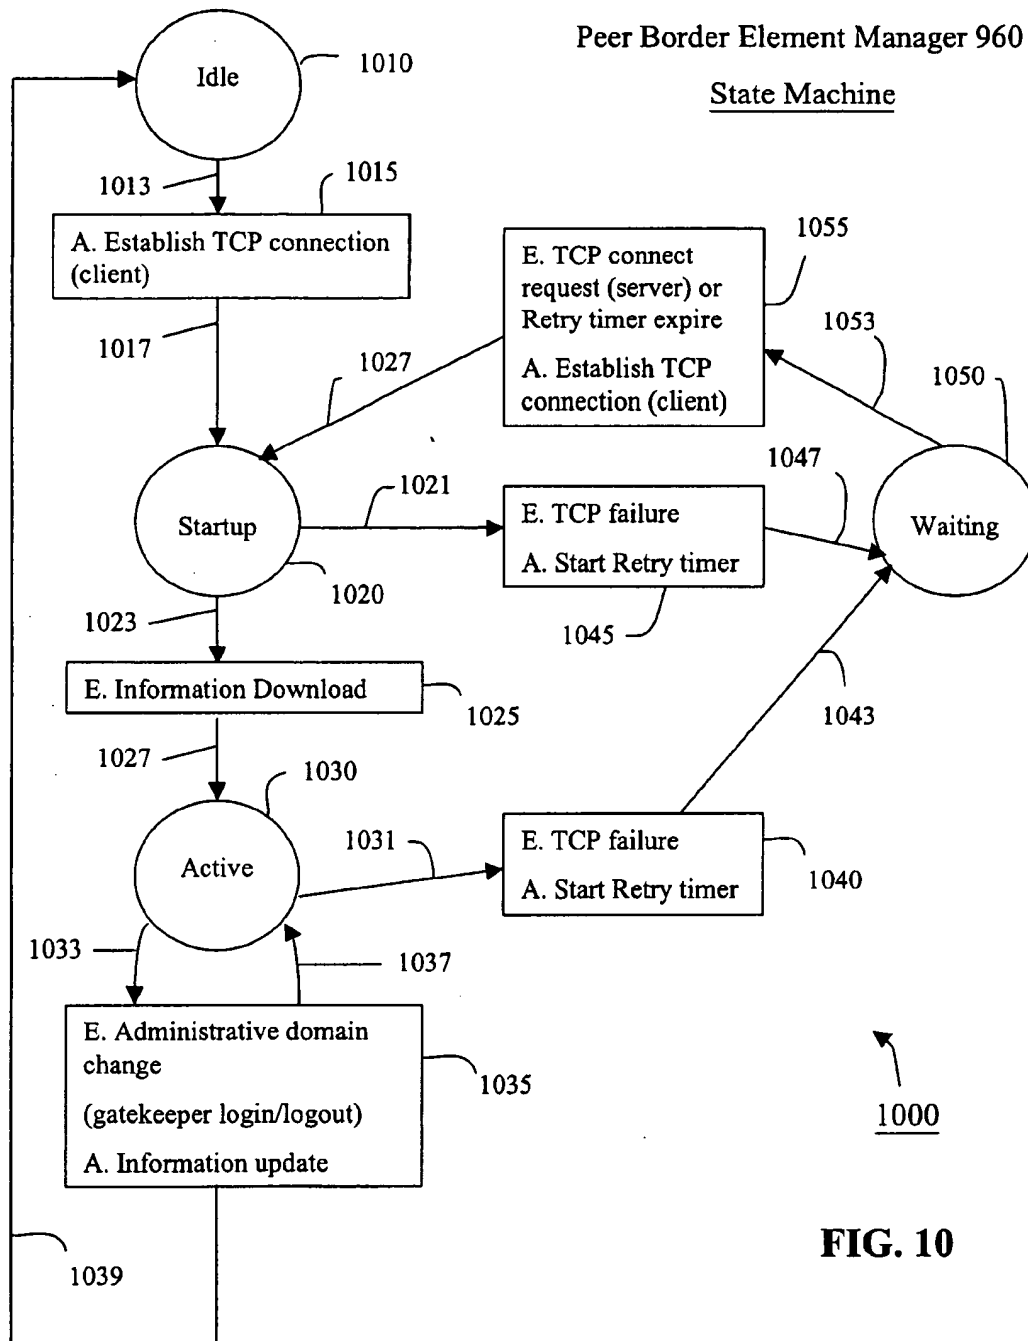 Peer Border Element Manager 960
State Machine
Idle
1010
1013
1015
A. Establish TCP connection
(client)
1017
E. TCP connect
request (server) or
Retry timer expire
A. Establish TCP
connection (client)
1055
1053
1050
1027
Startup
1020
1021
E. TCP failure
A. Start Retry timer
1045
1047
Waiting
1023
E. Information Download
1025
1027
1030
Active
1031
E. TCP failure
A. Start Retry timer
1040
1043
1033
1037
E. Administrative domain
change
(gatekeeper login/logout)
A. Information update
1035
1000
1039
FIG. 10